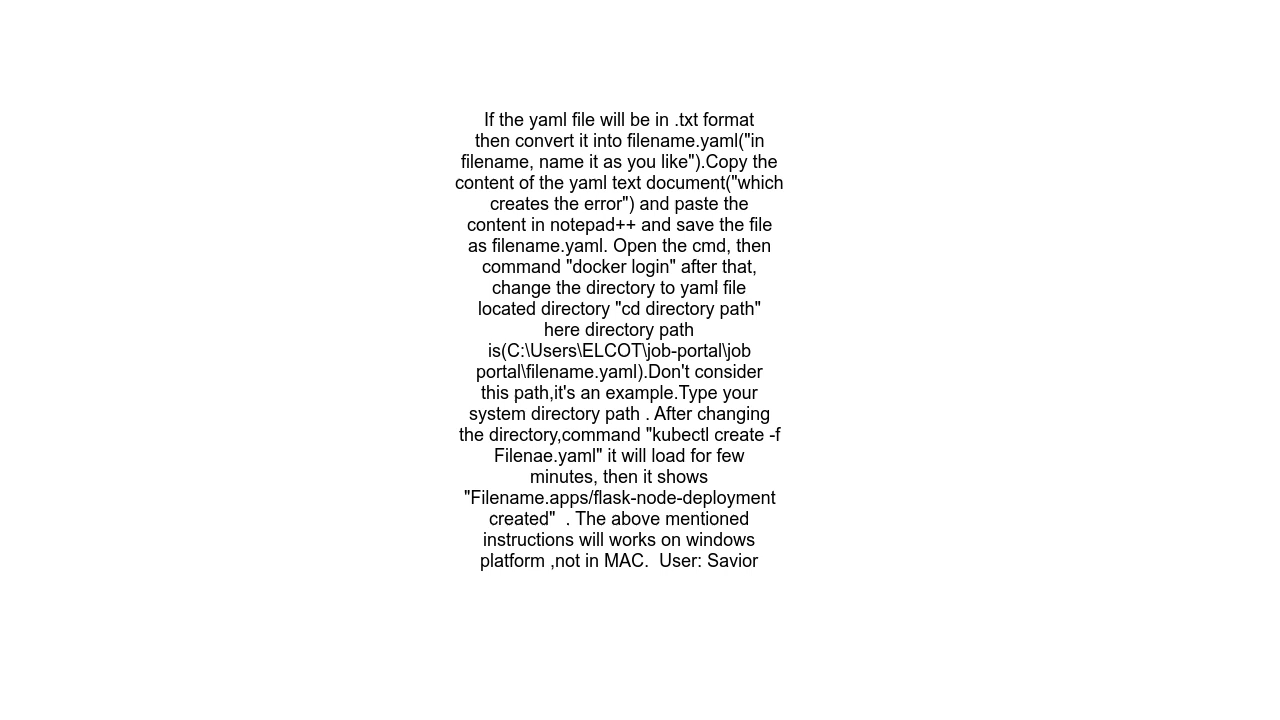 If the yaml file will be in .txt format
then convert it into filename.yaml("in
filename, name it as you like").Copy the
content of the yaml text document("which
creates the error") and paste the
content in notepad++ and save the file
as filename.yaml. Open the cmd, then
command "docker login" after that,
change the directory to yaml file
located directory "cd directory path"
here directory path
is(C:\Users\ELCOT\job-portal\job
portal\filename.yaml).Don't consider
this path,it's an example.Type your
system directory path . After changing
the directory,command "kubectl create -f
Filenae.yaml" it will load for few
minutes, then it shows
"Filename.apps/flask-node-deployment
created"  . The above mentioned
instructions will works on windows
platform ,not in MAC.  User: Savior